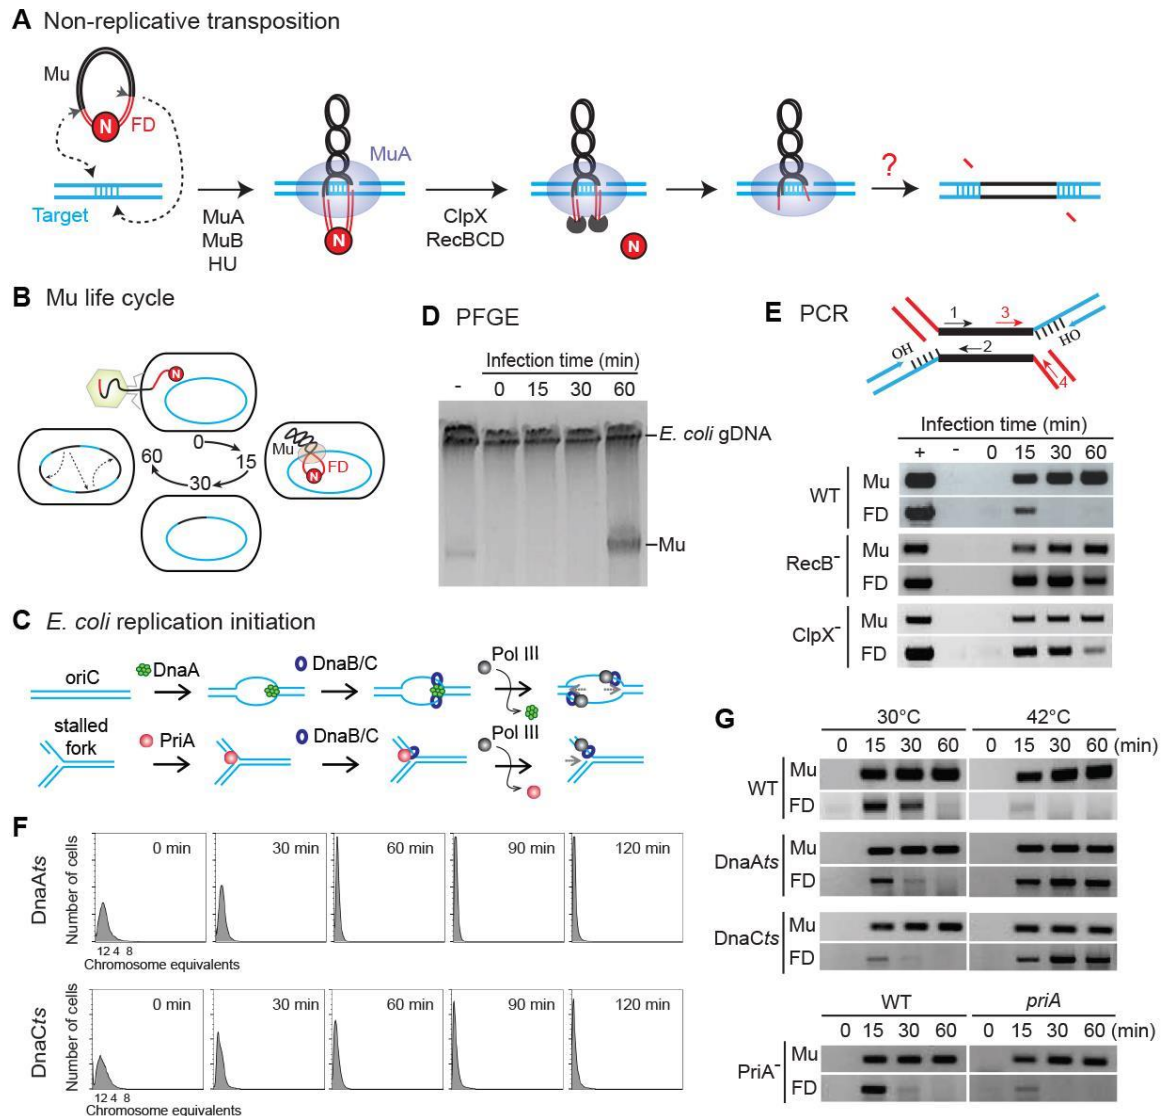 A Non-replicative transposition
Mu
N
FD
Target
MuA
MuB
HU
MuA
N
ClpX
RecBCD
N
?
B Mu life cycle
N
0
15
30
60
Mu
FD
N
C E. coli replication initiation
oriC
DnaA
DnaB/C
Pol III
stalled
fork
PriA
DnaB/C
Pol III
D PFGE
Infection time (min)
- 0 15 30 60
E. coli gDNA
Mu
E PCR
1
3
OH
HO
2
4
Infection time (min)
+ - 0 15 30 60
WT
Mu
FD
RecB⁻
Mu
FD
ClpX⁻
Mu
FD
F
DnaAts
Number of cells
0 min
30 min
60 min
90 min
120 min
12 4 8
Chromosome equivalents
DnaCts
Number of cells
0 min
30 min
60 min
90 min
120 min
12 4 8
Chromosome equivalents
G
30°C 42°C
0 15 30 60 0 15 30 60 (min)
WT
Mu
FD
DnaAts
Mu
FD
DnaCts
Mu
FD
WT priA
0 15 30 60 0 15 30 60 (min)
PriA⁻
Mu
FD